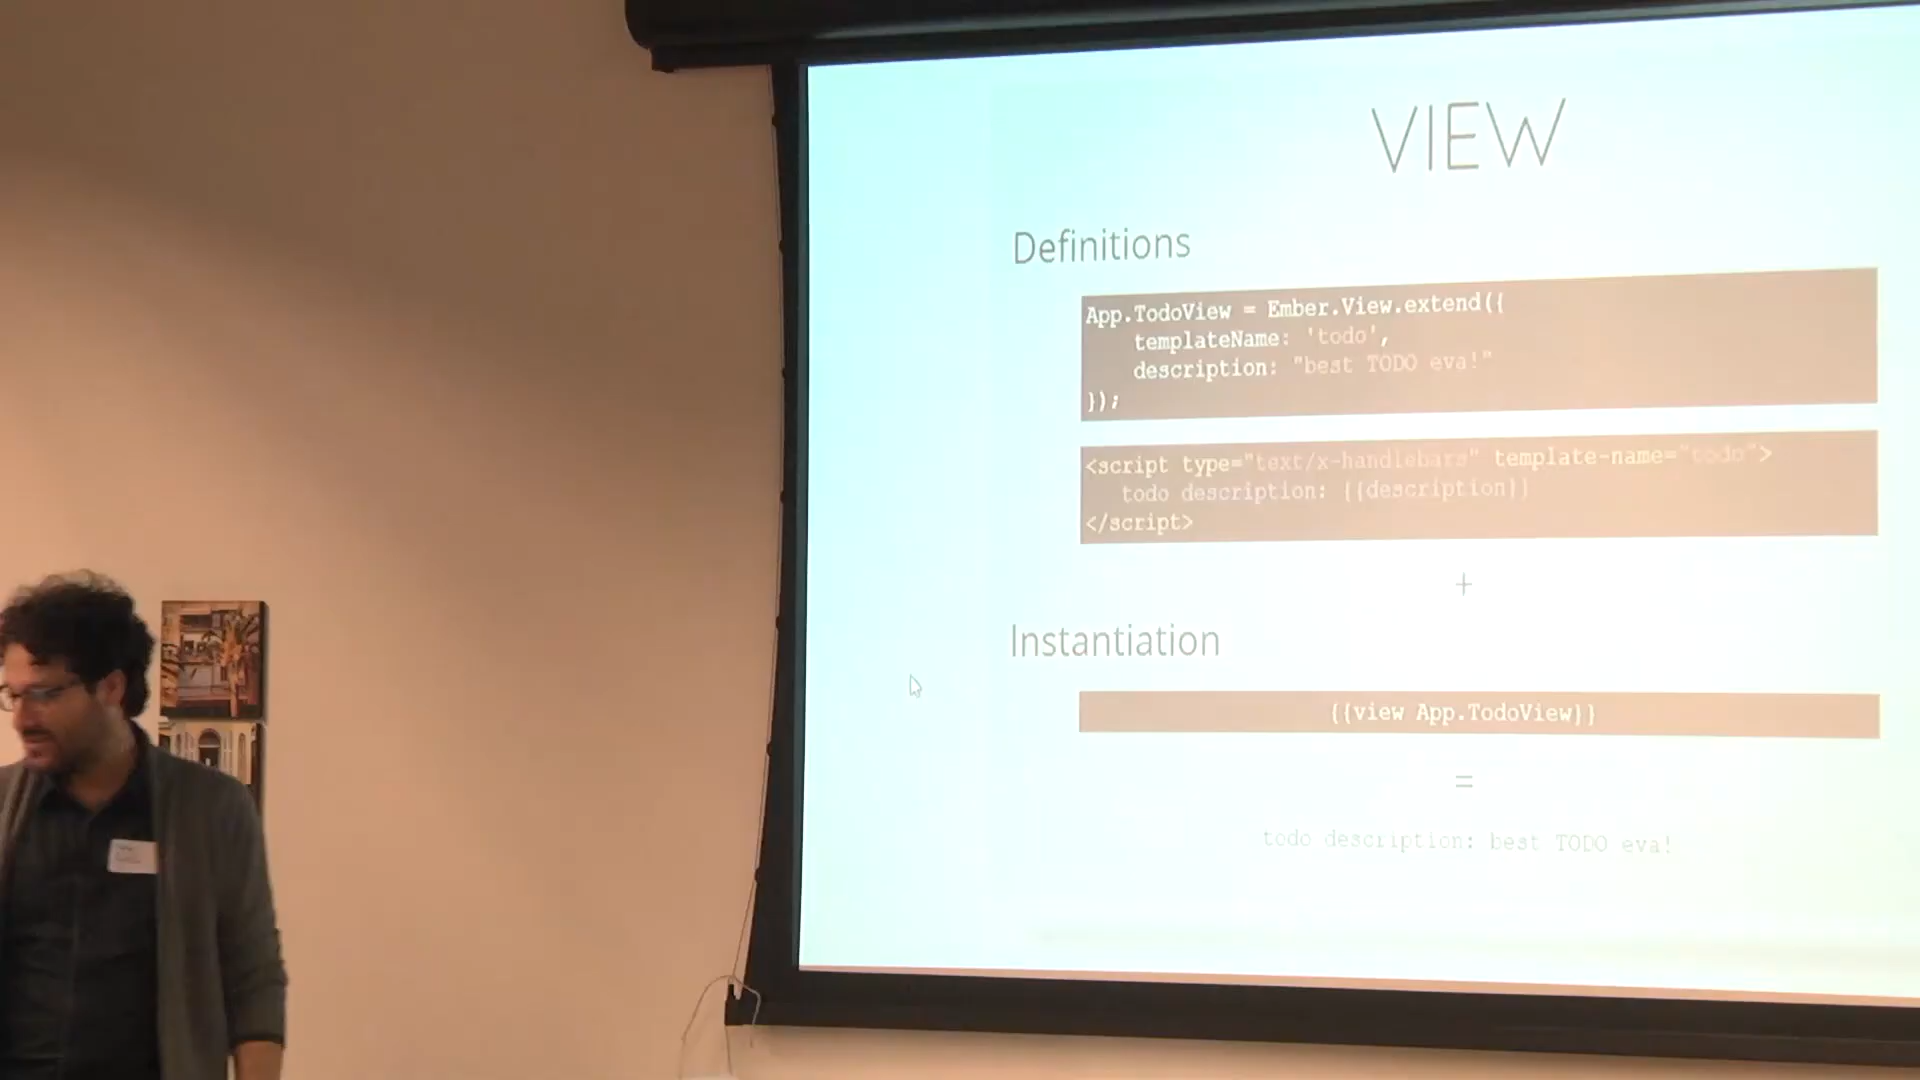 VIEW
Definitions
App.TodoView = Ember.View.extend({
    templateName: 'todo',
    description: "best TODO eva!"
});
<script type="text/x-handlebars" template-name="todo">
   todo description: {{description}}
</script>
+
Instantiation
{{view App.TodoView}}
=
todo description: best TODO eva!